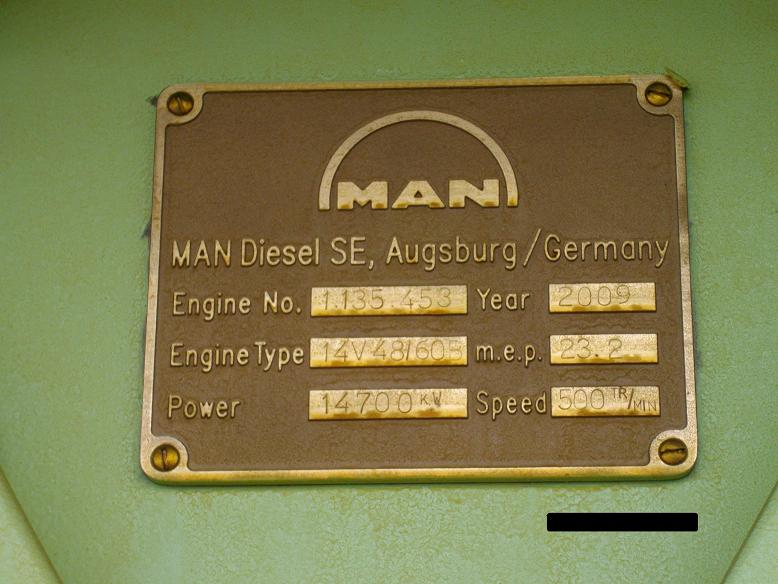 MAN
MAN Diesel SE, Augsburg/Germany
Engine No. 1.135 453 Year 2009
Engine Type 14V48/60B m.e.p. 23.2
Power 14700 KW Speed 500 TR/MIN